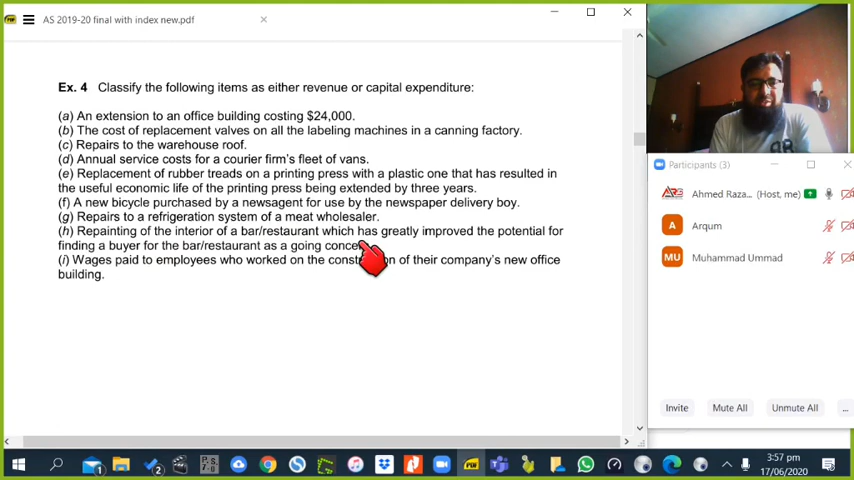 AS 2019-20 final with index new.pdf
Ex. 4 Classify the following items as either revenue or capital expenditure:
(a) An extension to an office building costing $24,000.
(b) The cost of replacement valves on all the labeling machines in a canning factory.
(c) Repairs to the warehouse roof.
(d) Annual service costs for a courier firm's fleet of vans.
(e) Replacement of rubber treads on a printing press with a plastic one that has resulted in
the useful economic life of the printing press being extended by three years.
(f) A new bicycle purchased by a newsagent for use by the newspaper delivery boy.
(g) Repairs to a refrigeration system of a meat wholesaler.
(h) Repainting of the interior of a bar/restaurant which has greatly improved the potential for
finding a buyer for the bar/restaurant as a going
(i) Wages paid to employees who worked on the of their company's new office
building.
Participants (3)
ARS Ahmed Raza... (Host, me)
A Arqum
MU Muhammad Ummad
Invite Mute All Unmute All ...
3:57 pm
17/06/2020